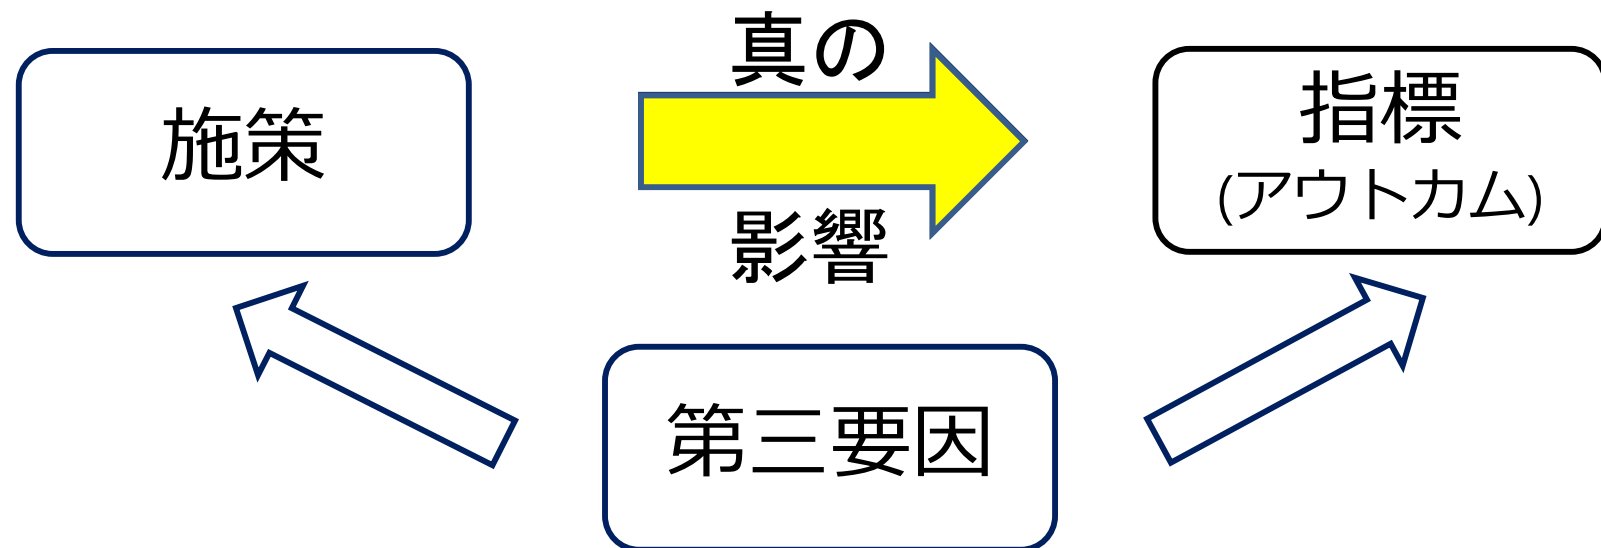 真の
施策
指標
(アウトカム)
影響
第三要因